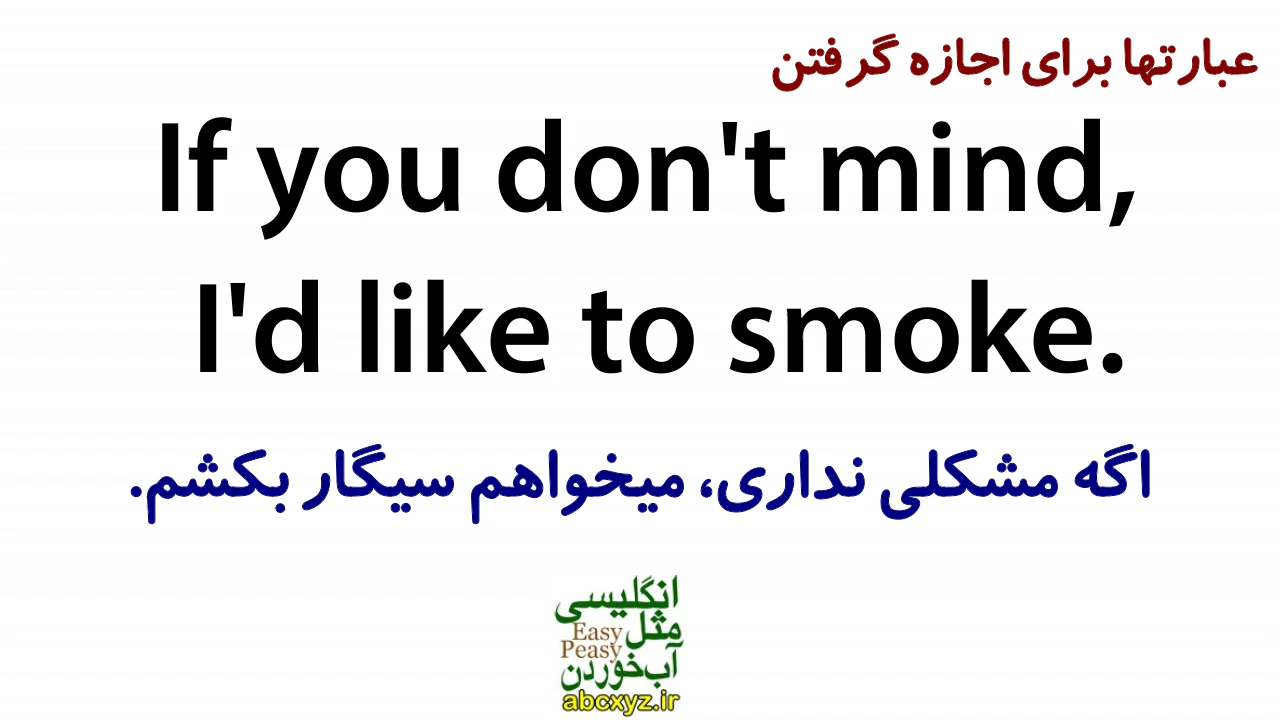 عبارتها برای اجازه گرفتن
If you don't mind,
I'd like to smoke.
اگه مشکلی نداری، میخواهم سیگار بکشم.
انگلیسی
مثل
Easy
Peasy
آب‌خوردن
abcxyz.ir